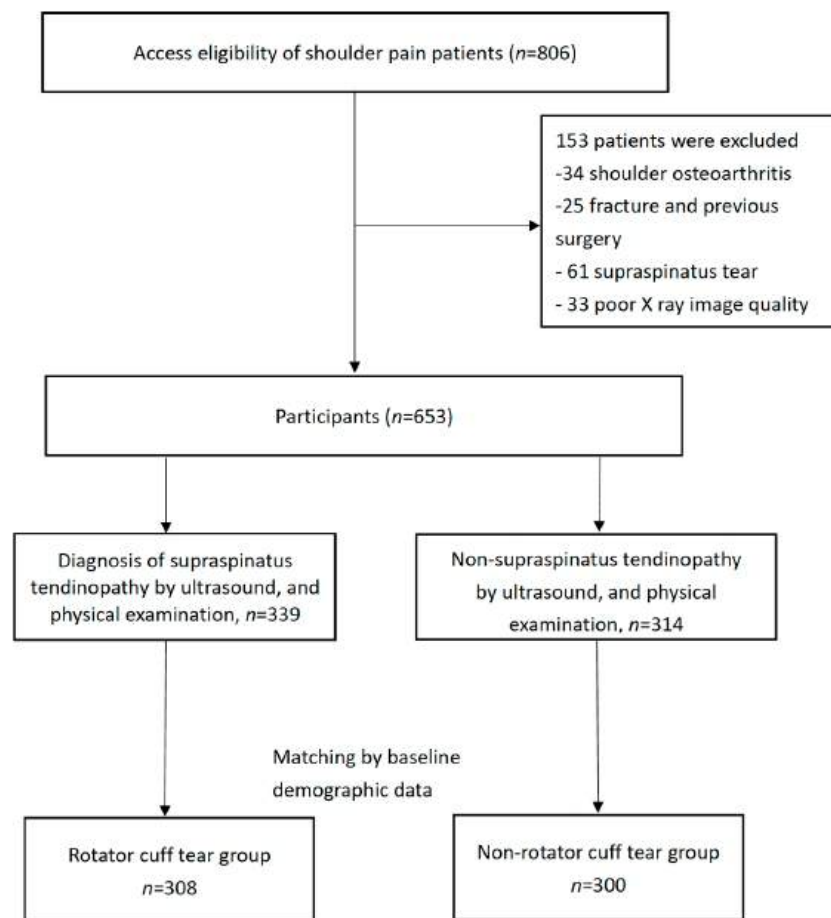 Access eligibility of shoulder pain patients (n=806)
153 patients were excluded
-34 shoulder osteoarthritis
-25 fracture and previous
surgery
- 61 supraspinatus tear
- 33 poor X ray image quality
Participants (n=653)
Diagnosis of supraspinatus
tendinopathy by ultrasound, and
physical examination, n=339
Non-supraspinatus tendinopathy
by ultrasound, and physical
examination, n=314
Matching by baseline
demographic data
Rotator cuff tear group
n=308
Non-rotator cuff tear group
n=300